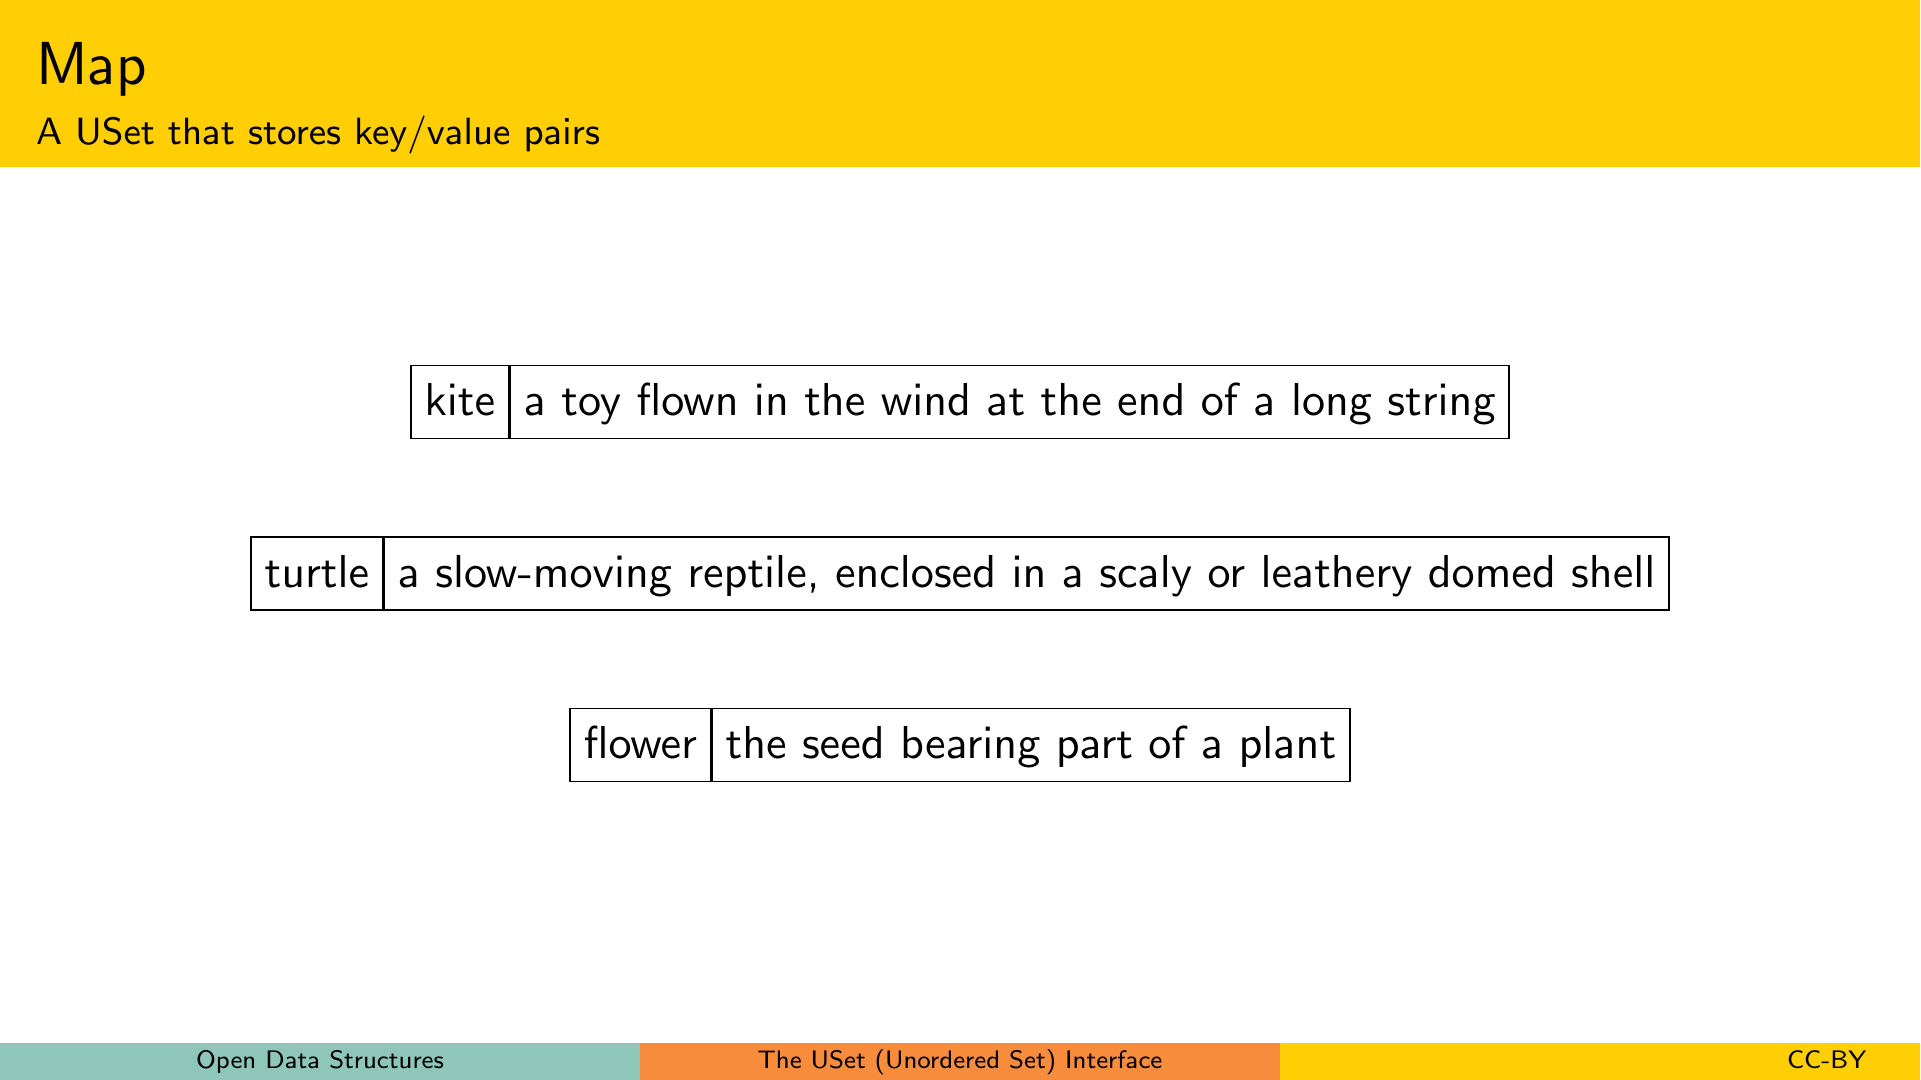 Map
A USet that stores key/value pairs
kite a toy flown in the wind at the end of a long string
turtle a slow-moving reptile, enclosed in a scaly or leathery domed shell
flower the seed bearing part of a plant
Open Data Structures The USet (Unordered Set) Interface CC-BY